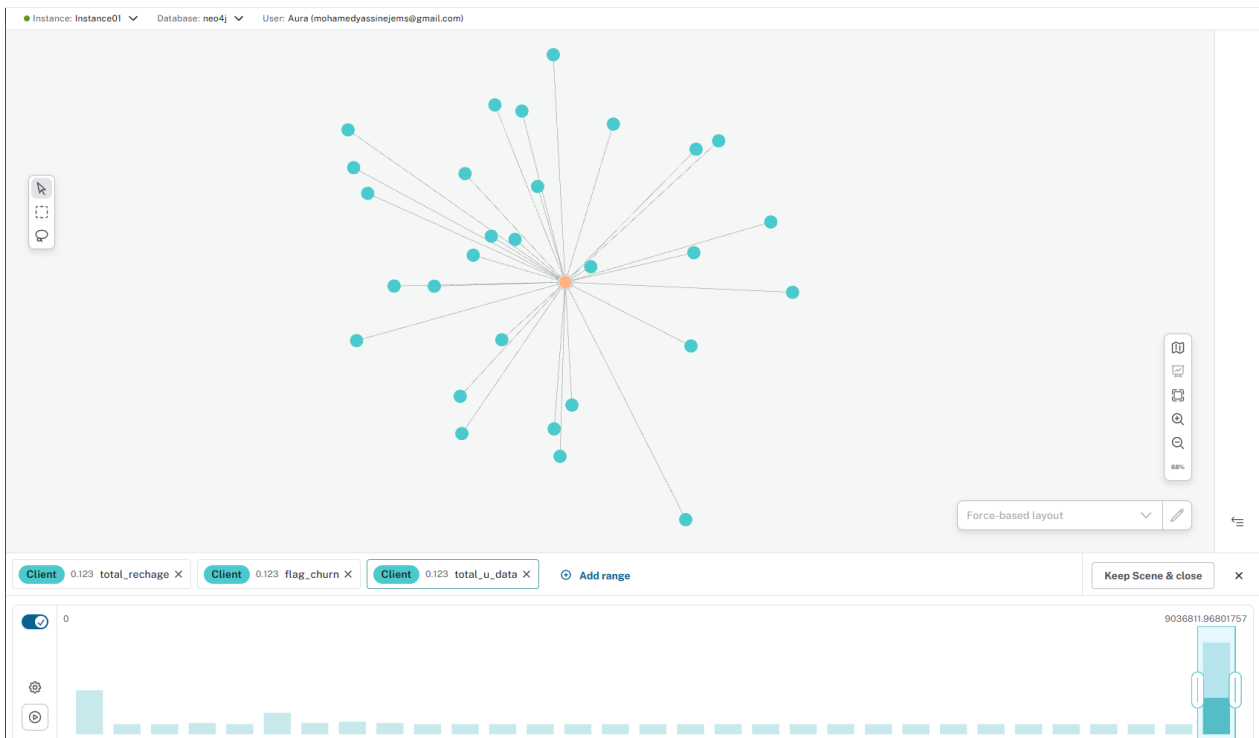 Instance: Instance01 Database: neo4j User: Aura (mohamedyassinejems@gmail.com)
68%
Force-based layout
Client 0.123 total_rechage Client 0.123 flag_churn Client 0.123 total_u_data Add range Keep Scene & close
0 9036811.96801757